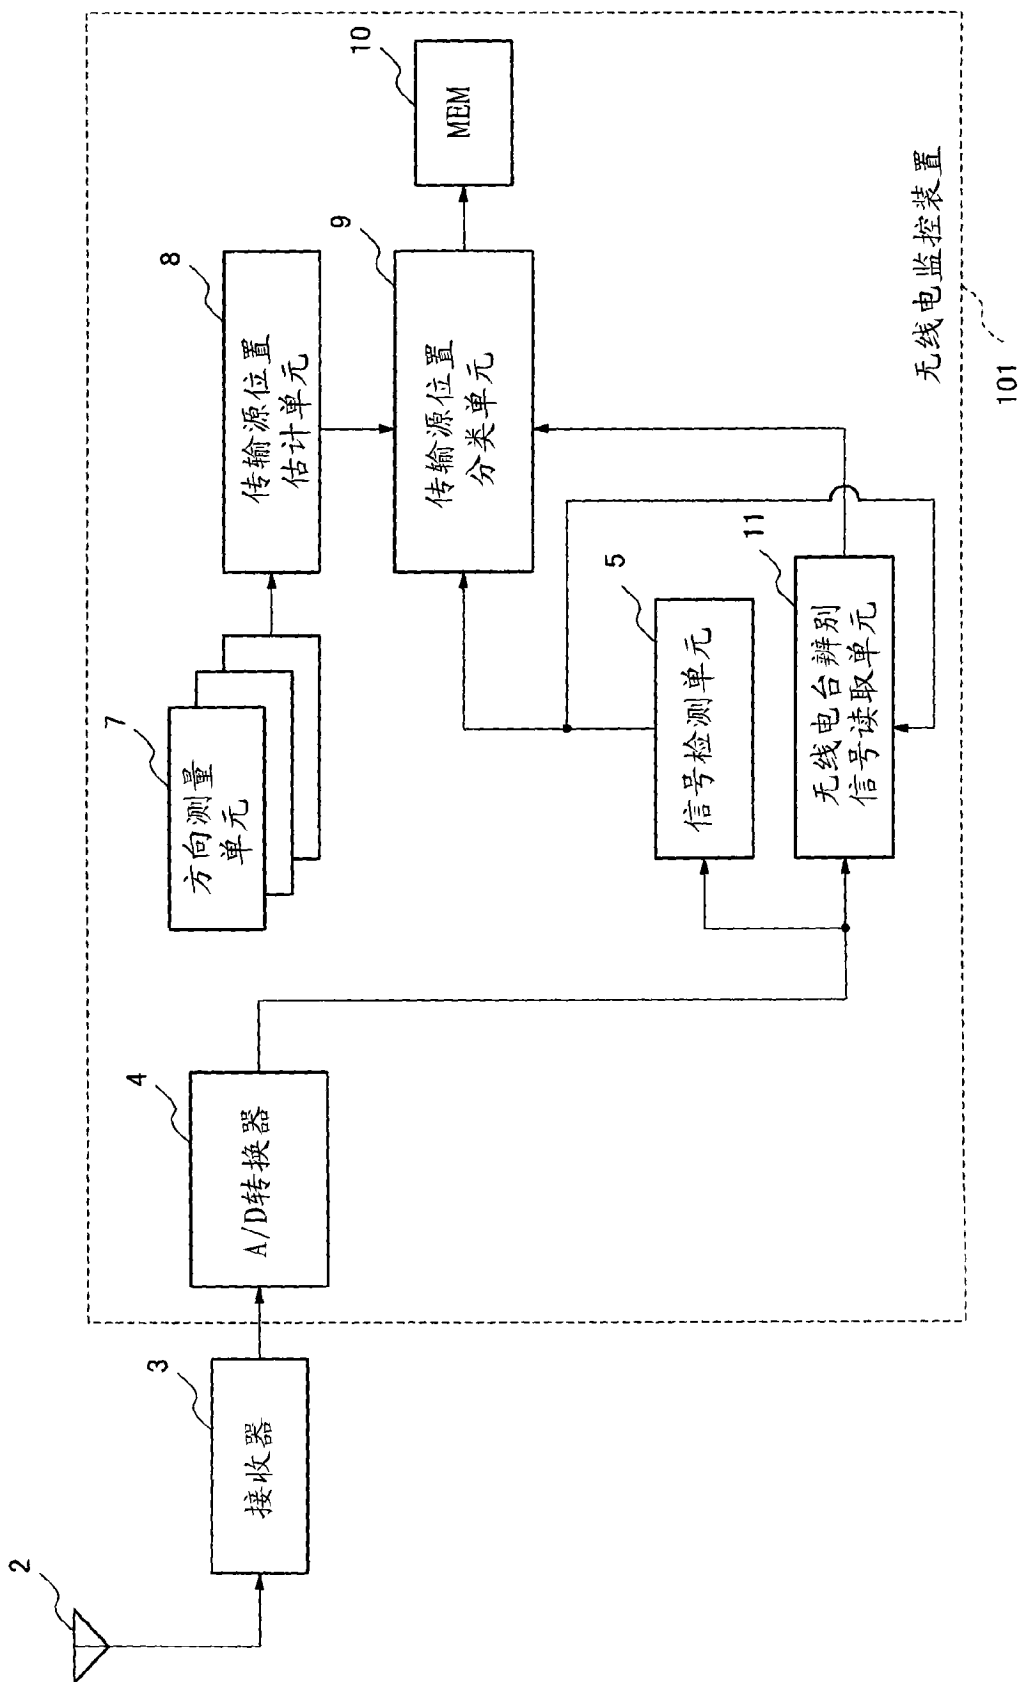 2
3
接收器
4
A/D转换器
7
方向测量
单元
8
传输源位置
估计单元
9
传输源位置
分类单元
10
MEM
5
信号检测单元
11
无线电台辨别
信号读取单元
无线电监控装置
101